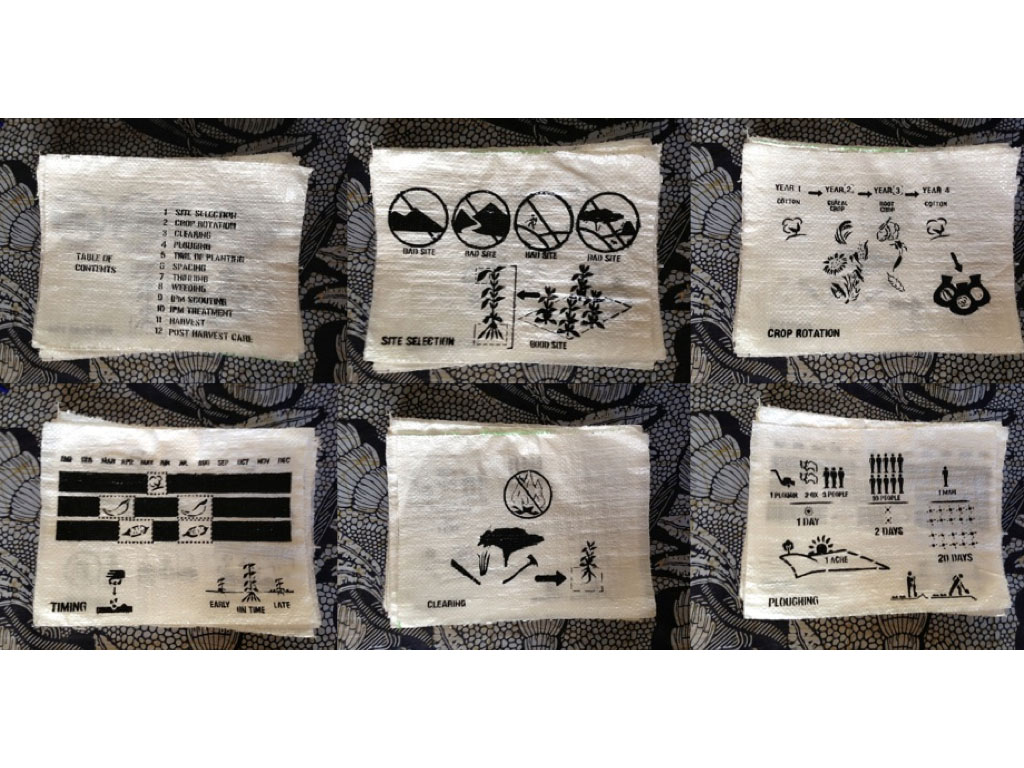 TABLE OF
CONTENTS
1 SITE SELECTION
2 CROP ROTATION
3 CLEARING
4 PLOUGING
5 TIME OF PLANTING
6 SPACING
7 THINNING
8 WEEDING
9 IPM SCOUTING
10 IPM TREATMENT
11 HARVEST
12 POST HARVEST CARE
BAD SITE BAD SITE BAD SITE BAD SITE
GOOD SITE
SITE SELECTION
YEAR 1 YEAR 2 YEAR 3 YEAR 4
COTTON CEREAL CROP ROOT CROP COTTON
CROP ROTATION
JAN FEB MAR APR MAY JUN JUL AUG SEP OCT NOV DEC
EARLY ON TIME LATE
TIMING
CLEARING
1 PLOUGH 2 OX 3 PEOPLE
10 PEOPLE
1 MAN
1 DAY
2 DAYS
20 DAYS
1 ACRE
PLOUGHING